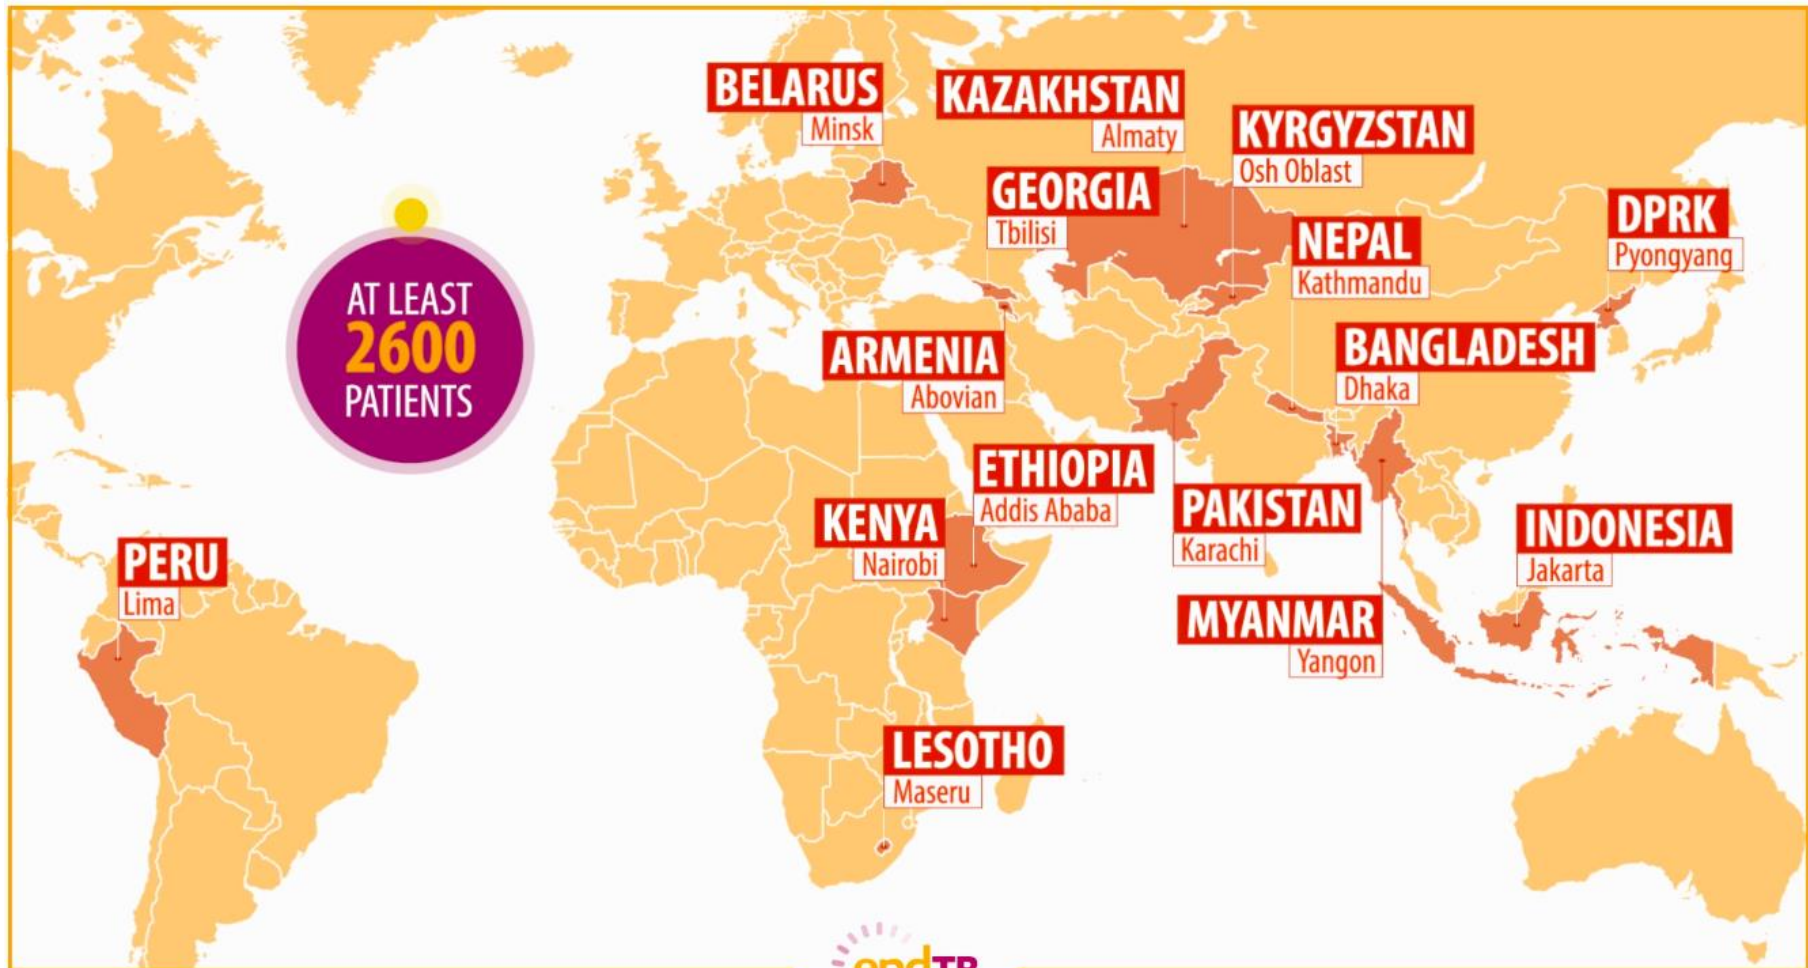 BELARUS
Minsk
KAZAKHSTAN
Almaty
KYRGYZSTAN
Osh Oblast
GEORGIA
Tbilisi
DPRK
Pyongyang
NEPAL
Kathmandu
AT LEAST
2600
PATIENTS
ARMENIA
Abovian
BANGLADESH
Dhaka
ETHIOPIA
Addis Ababa
KENYA
Nairobi
PAKISTAN
Karachi
INDONESIA
Jakarta
PERU
Lima
MYANMAR
Yangon
LESOTHO
Maseru
endTB